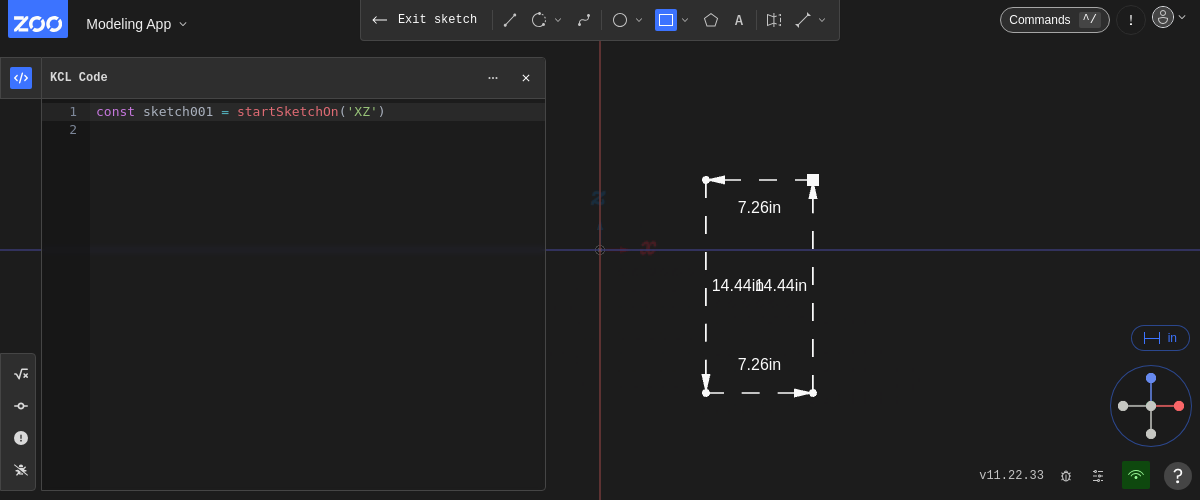 ZOO
Modeling App
Exit sketch
A
Commands ^/
!
KCL Code
1 const sketch001 = startSketchOn('XZ')
2
z
7.26in
x
14.44in
14.44in
7.26in
in
v11.22.33
?